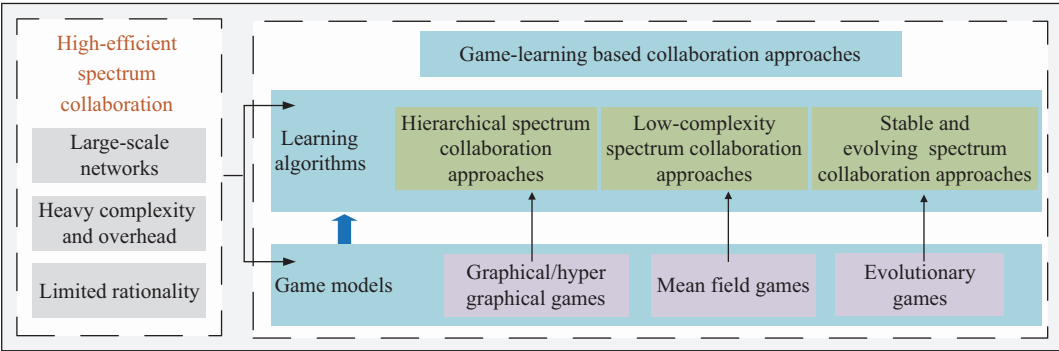 High-efficient
spectrum
collaboration
Large-scale
networks
Heavy complexity
and overhead
Limited rationality
Game-learning based collaboration approaches
Learning
algorithms
Hierarchical spectrum
collaboration
approaches
Low-complexity
spectrum collaboration
approaches
Stable and
evolving spectrum
collaboration approaches
Game models
Graphical/hyper
graphical games
Mean field games
Evolutionary
games